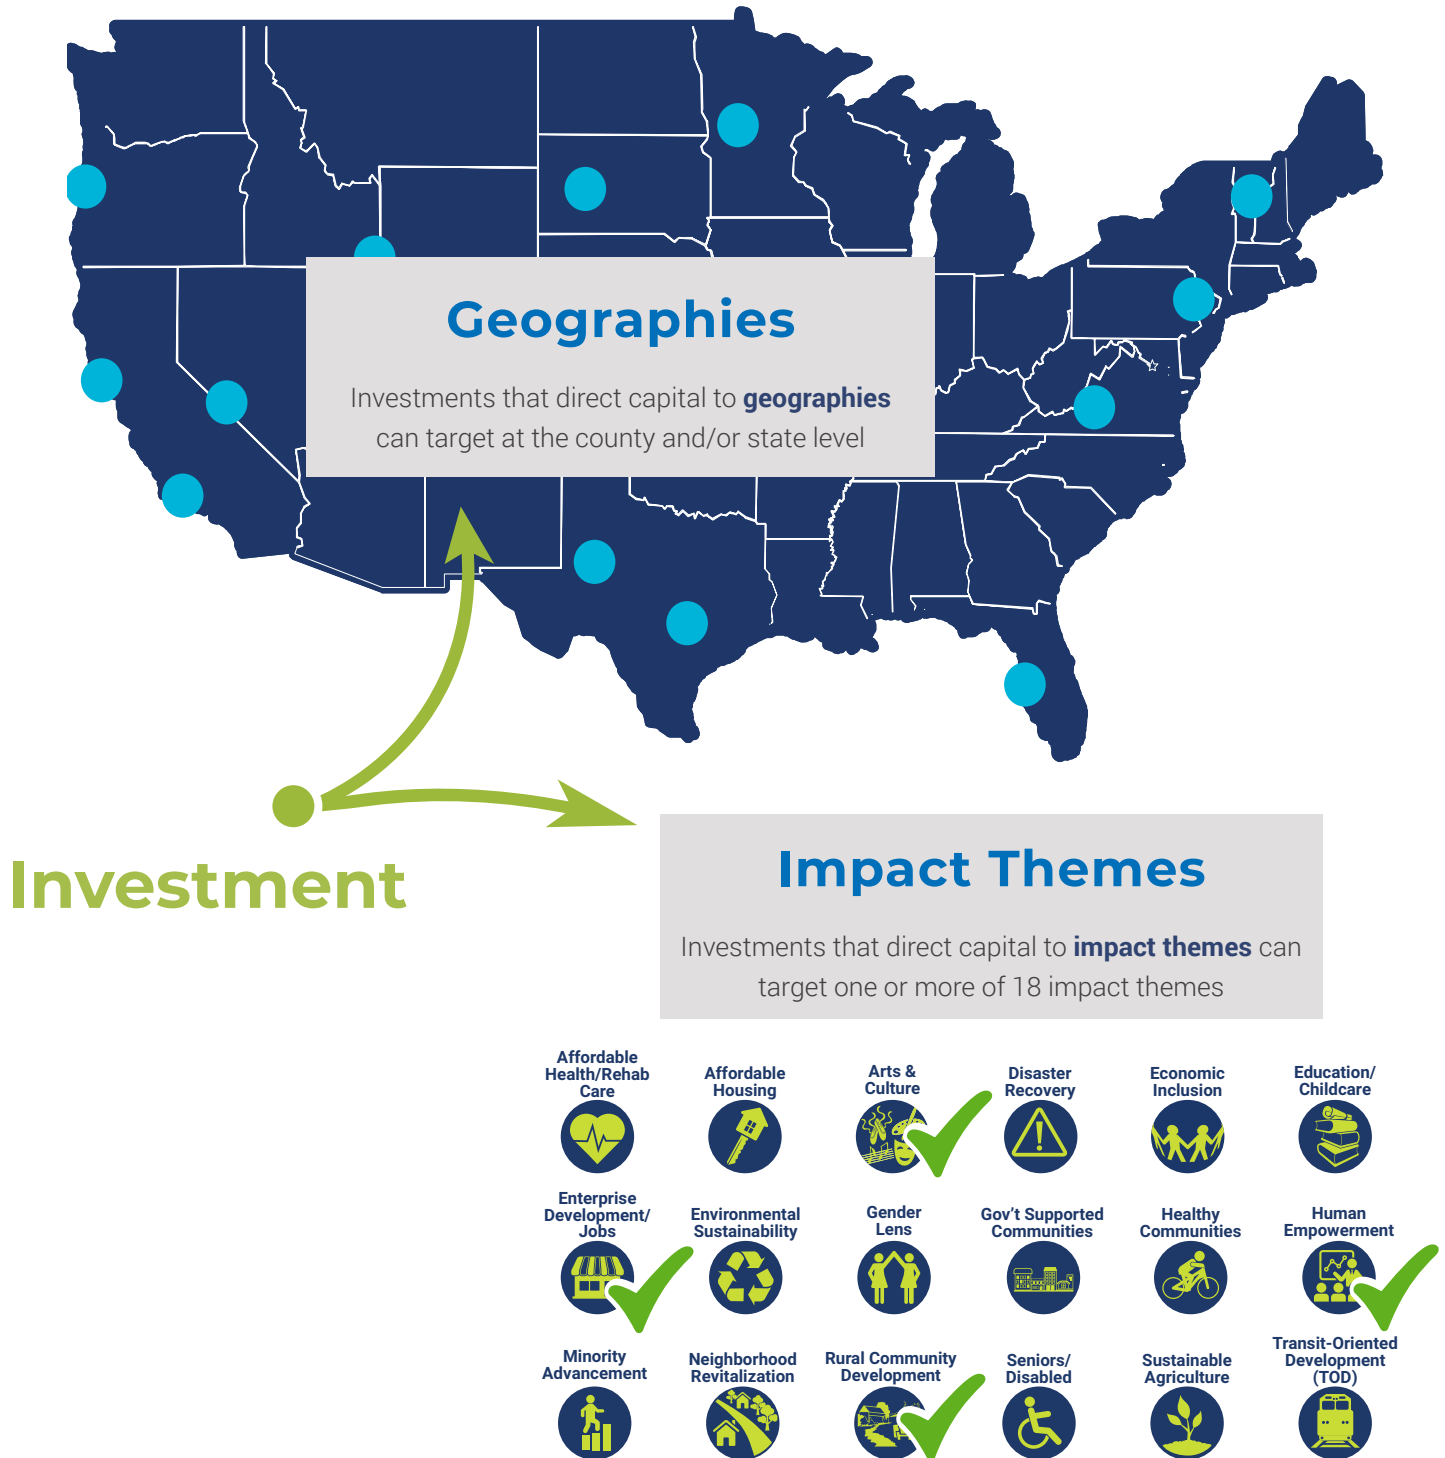 Geographies
Investments that direct capital to geographies
can target at the county and/or state level
Investment
Impact Themes
Investments that direct capital to impact themes can
target one or more of 18 impact themes
Affordable
Health/Rehab
Care
Affordable
Housing
Arts &
Culture
Disaster
Recovery
Economic
Inclusion
Education/
Childcare
Enterprise
Development/
Jobs
Environmental
Sustainability
Gender
Lens
Gov’t Supported
Communities
Healthy
Communities
Human
Empowerment
Minority
Advancement
Neighborhood
Revitalization
Rural Community
Development
Seniors/
Disabled
Sustainable
Agriculture
Transit-Oriented
Development
(TOD)